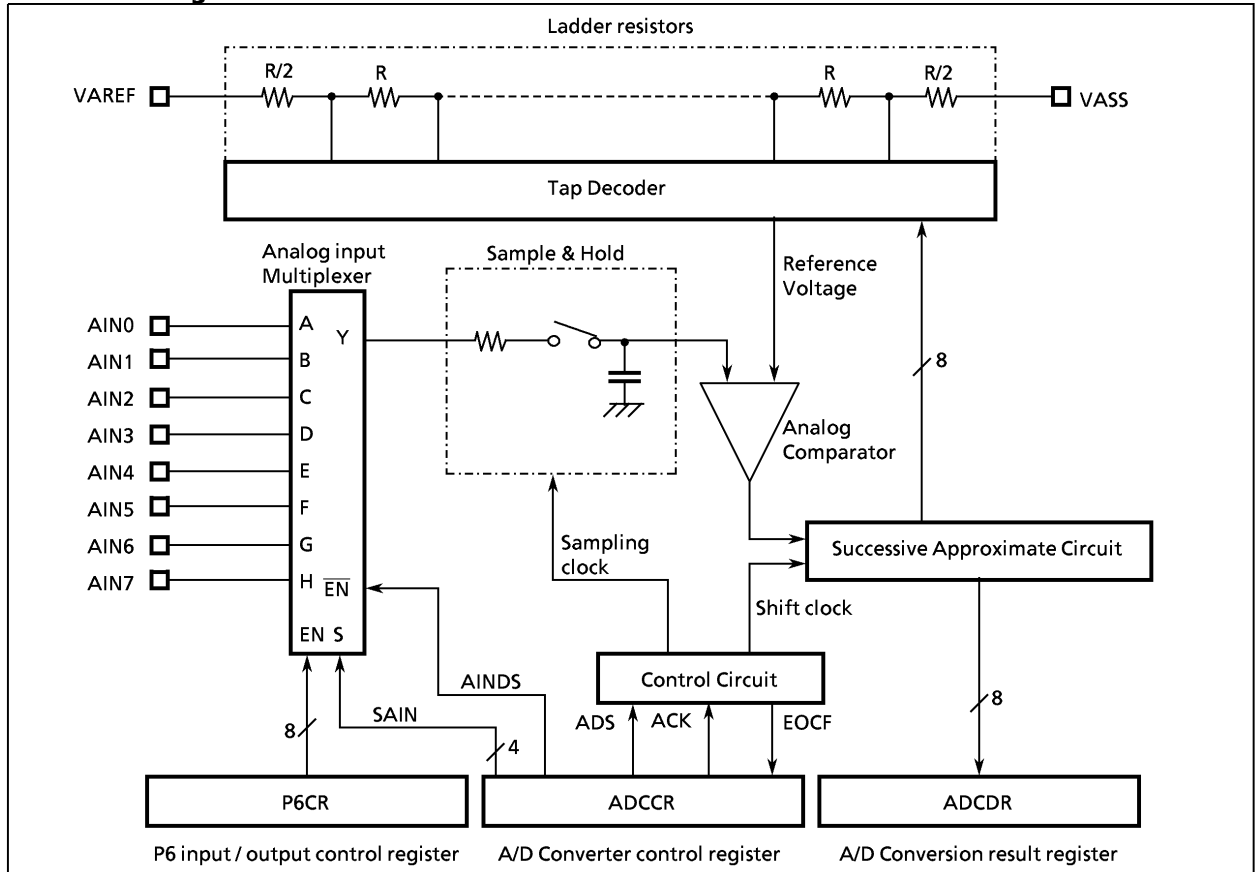 Ladder resistors
R/2
R
R
R/2
VAREF
VASS
Tap Decoder
Analog input
Multiplexer
Sample & Hold
Reference
Voltage
AIN0
AIN1
AIN2
AIN3
AIN4
AIN5
AIN6
AIN7
A
B
C
D
E
F
G
H
Y
EN
EN S
8
Analog
Comparator
Sampling
clock
Successive Approximate Circuit
Shift clock
Control Circuit
AINDS
SAIN
ADS
ACK
EOCF
8
4
8
P6CR
ADCCR
ADCDR
P6 input / output control register
A/D Converter control register
A/D Conversion result register